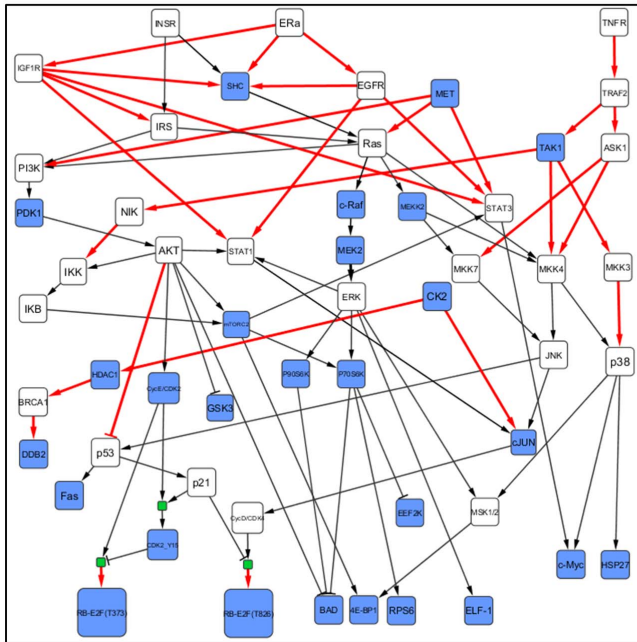 INSR
ERa
TNFR
IGF1R
SHC
EGFR
MET
TRAF2
IRS
Ras
TAK1
ASK1
PI3K
PDK1
NIK
c-Raf
MEKK2
STAT3
AKT
STAT1
MEK2
MKK7
MKK4
MKK3
IKK
IKB
ERK
CK2
mTORC2
HDAC1
CycE/CDK2
P90S6K
P70S6K
JNK
p38
BRCA1
GSK3
DDB2
p53
cJUN
Fas
p21
CycD/CDK4
EEF2K
MSK1/2
CDK2_Y15
c-Myc
HSP27
RB-E2F(T373)
RB-E2F(T826)
BAD
4E-BP1
RPS6
ELF-1